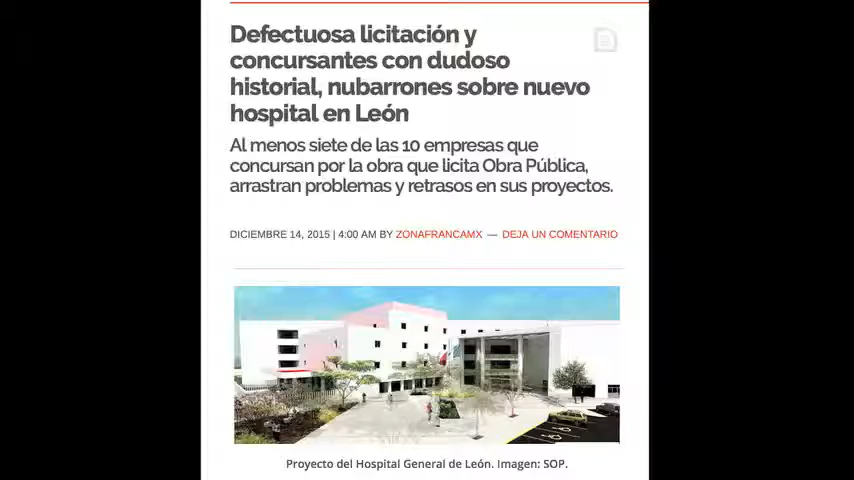 Defectuosa licitación y
concursantes con dudoso
historial, nubarrones sobre nuevo
hospital en León
Al menos siete de las 10 empresas que
concursan por la obra que licita Obra Pública,
arrastran problemas y retrasos en sus proyectos.
DICIEMBRE 14, 2015 | 4:00 AM BY ZONAFRANCAMX — DEJA UN COMENTARIO
Proyecto del Hospital General de León. Imagen: SOP.